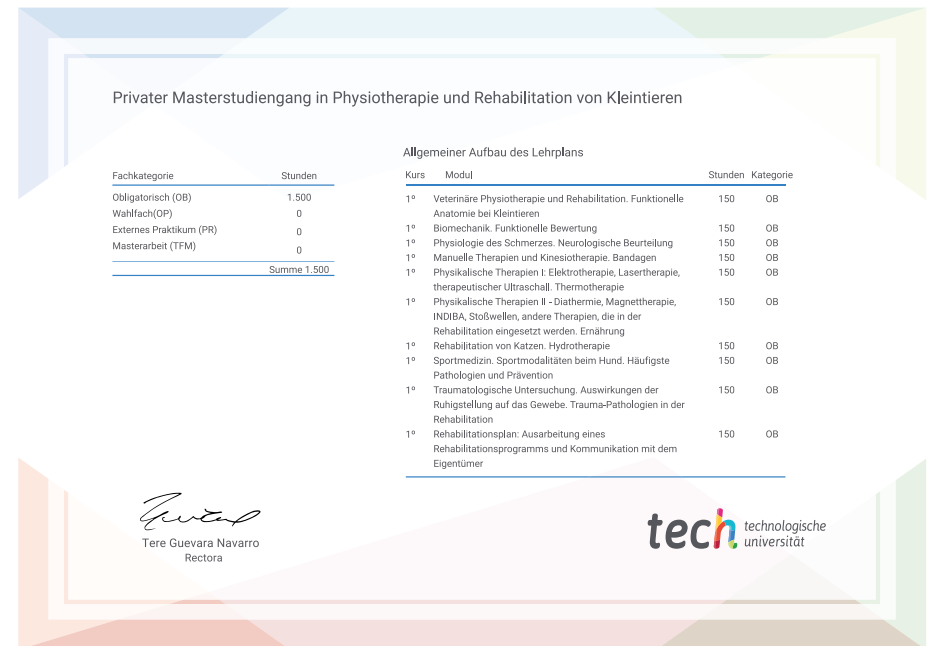 Privater Masterstudiengang in Physiotherapie und Rehabilitation von Kleintieren
Fachkategorie Stunden
Obligatorisch (OB) 1.500
Wahlfach(OP) 0
Externes Praktikum (PR) 0
Masterarbeit (TFM) 0
Summe 1.500
Allgemeiner Aufbau des Lehrplans
Kurs Modul Stunden Kategorie
1º Veterinäre Physiotherapie und Rehabilitation. Funktionelle 150 OB
Anatomie bei Kleintieren
1º Biomechanik. Funktionelle Bewertung 150 OB
1º Physiologie des Schmerzes. Neurologische Beurteilung 150 OB
1º Manuelle Therapien und Kinesiotherapie. Bandagen 150 OB
1º Physikalische Therapien I: Elektrotherapie, Lasertherapie, 150 OB
therapeutischer Ultraschall. Thermotherapie
1º Physikalische Therapien II - Diathermie, Magnettherapie, 150 OB
INDIBA, Stoßwellen, andere Therapien, die in der
Rehabilitation eingesetzt werden. Ernährung
1º Rehabilitation von Katzen. Hydrotherapie 150 OB
1º Sportmedizin. Sportmodalitäten beim Hund. Häufigste 150 OB
Pathologien und Prävention
1º Traumatologische Untersuchung. Auswirkungen der 150 OB
Ruhigstellung auf das Gewebe. Trauma-Pathologien in der
Rehabilitation
1º Rehabilitationsplan: Ausarbeitung eines 150 OB
Rehabilitationsprogramms und Kommunikation mit dem
Eigentümer
Tere Guevara Navarro
Rectora
tech technologische
universität